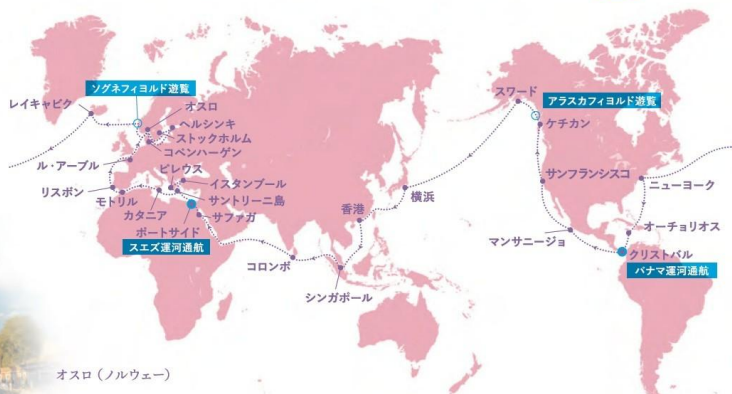 ソグネフィヨルド遊覧
レイキャビク
オスロ
ヘルシンキ
ストックホルム
コペンハーゲン
ル・アーブル
ピレウス
イスタンブール
リスボン
モトリル
サントリーニ島
カタニア
サファガ
ポートサイド
スエズ運河通航
コロンボ
シンガポール
香港
横浜
スワード
アラスカフィヨルド遊覧
ケチカン
サンフランシスコ
ニューヨーク
マンサニージョ
オーチョリオス
クリストバル
パナマ運河通航
オスロ（ノルウェー）